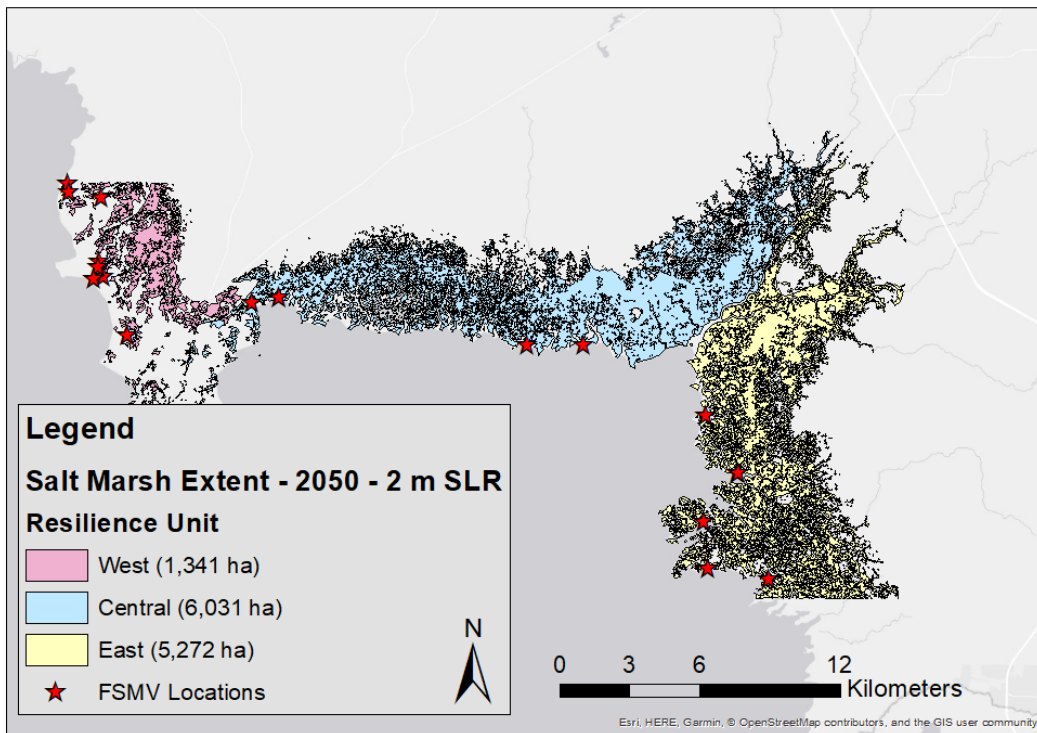 Legend
Salt Marsh Extent - 2050 - 2 m SLR
Resilience Unit
West (1,341 ha)
Central (6,031 ha)
East (5,272 ha)
FSMV Locations
N
0 3 6 12
Kilometers
Esri, HERE, Garmin, © OpenStreetMap contributors, and the GIS user community